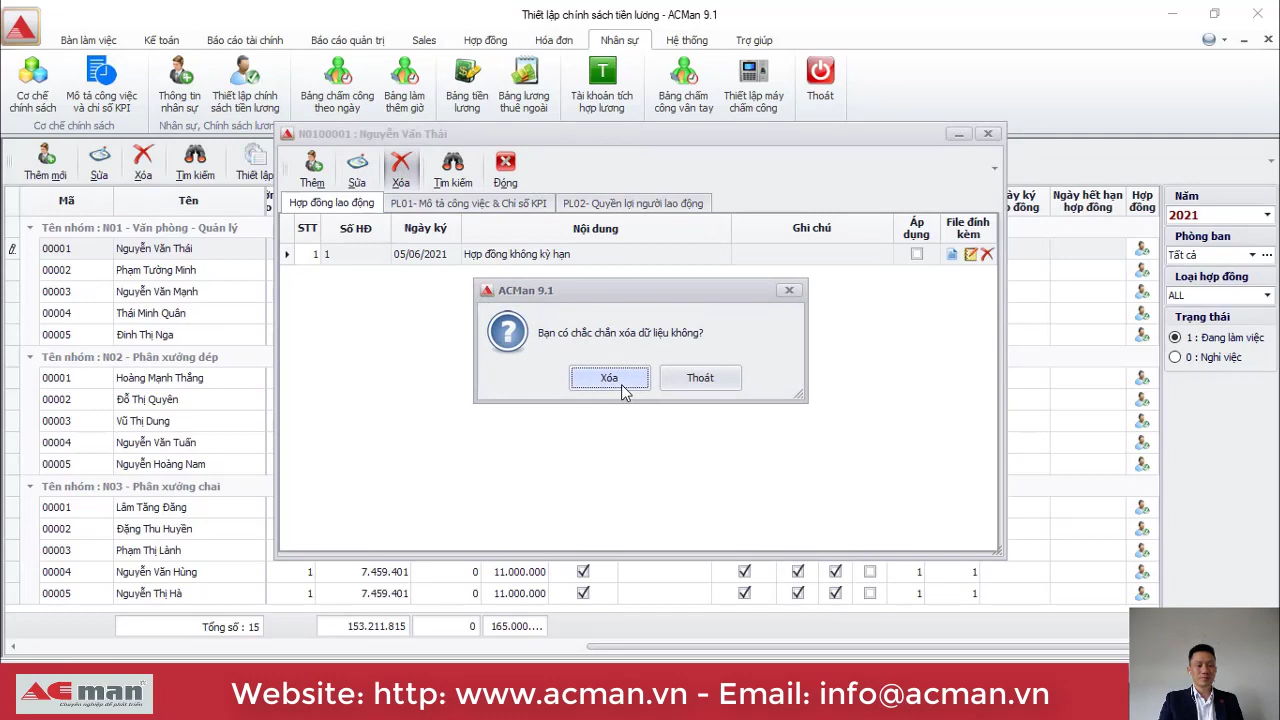 Thiết lập chính sách tiền lương - ACMan 9.1
Bàn làm việc Kế toán Báo cáo tài chính Báo cáo quản trị Sales Hợp đồng Hóa đơn Nhân sự Hệ thống Trợ giúp
Cơ chế chính sách
Mô tả công việc và chỉ số KPI
Thông tin nhân sự
Thiết lập chính sách tiền lương
Bảng chấm công theo ngày
Bảng làm thêm giờ
Bảng tiền lương
Bảng lương thuê ngoài
Tài khoản tích hợp lương
Bảng chấm công vân tay
Thiết lập máy chấm công
Thoát
Cơ chế chính sách
Nhân sự, Chính sách lương
Thêm mới Sửa Xóa Tìm kiếm Thiết lập
N0100001 : Nguyễn Văn Thái
Thêm Sửa Xóa Tìm kiếm Đóng
Hợp đồng lao động PL01- Mô tả công việc & Chỉ số KPI PL02- Quyền lợi người lao động
STT Số HĐ Ngày ký Nội dung Ghi chú Áp dụng File đính kèm
1 1 05/06/2021 Hợp đồng không kỳ hạn
ACMan 9.1
Bạn có chắc chắn xóa dữ liệu không?
Xóa Thoát
Mã Tên
Ngày hết hạn hợp đồng
Hợp đồng
Tên nhóm : N01 - Văn phòng - Quản lý
00001 Nguyễn Văn Thái
00002 Phạm Tường Minh
00003 Nguyễn Văn Mạnh
00004 Thái Minh Quân
00005 Đinh Thị Nga
Tên nhóm : N02 - Phân xưởng dép
00001 Hoàng Mạnh Thắng
00002 Đỗ Thị Quyên
00003 Vũ Thị Dung
00004 Nguyễn Văn Tuấn
00005 Nguyễn Hoàng Nam
Tên nhóm : N03 - Phân xưởng chai
00001 Lâm Tăng Đăng
00002 Đặng Thu Huyền
00003 Phạm Thị Lành
00004 Nguyễn Văn Hùng 1 7.459.401 0 11.000.000 1 1
00005 Nguyễn Thị Hà 1 7.459.401 0 11.000.000 1 1
Tổng số : 15 153.211.815 0 165.000....
Năm
2021
Phòng ban
Tất cả
Loại hợp đồng
ALL
Trạng thái
1 : Đang làm việc
0 : Nghỉ việc
ACman
Chuyên nghiệp để phát triển
Website: http: www.acman.vn - Email: info@acman.vn